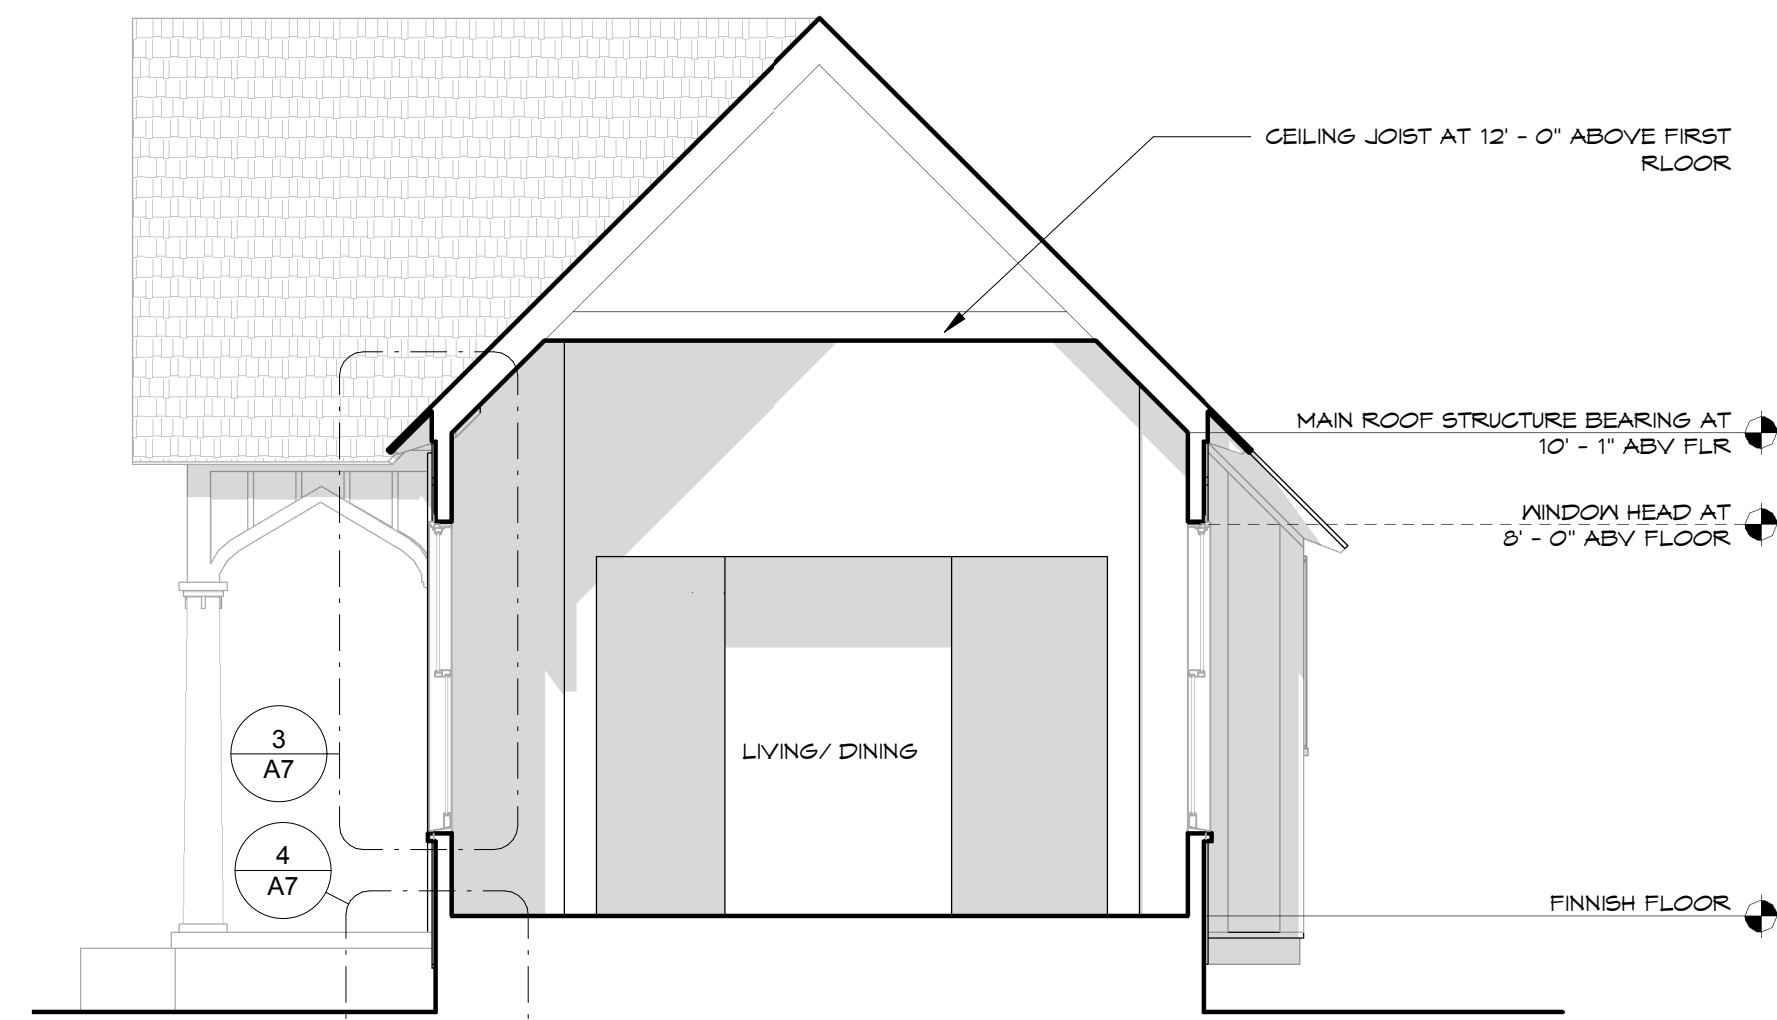 CEILING JOIST AT 12' - 0" ABOVE FIRST
RLOOR
MAIN ROOF STRUCTURE BEARING AT
10' - 1" ABV FLR
WINDOW HEAD AT
8' - 0" ABV FLOOR
3
A7
LIVING/ DINING
4
A7
FINNISH FLOOR